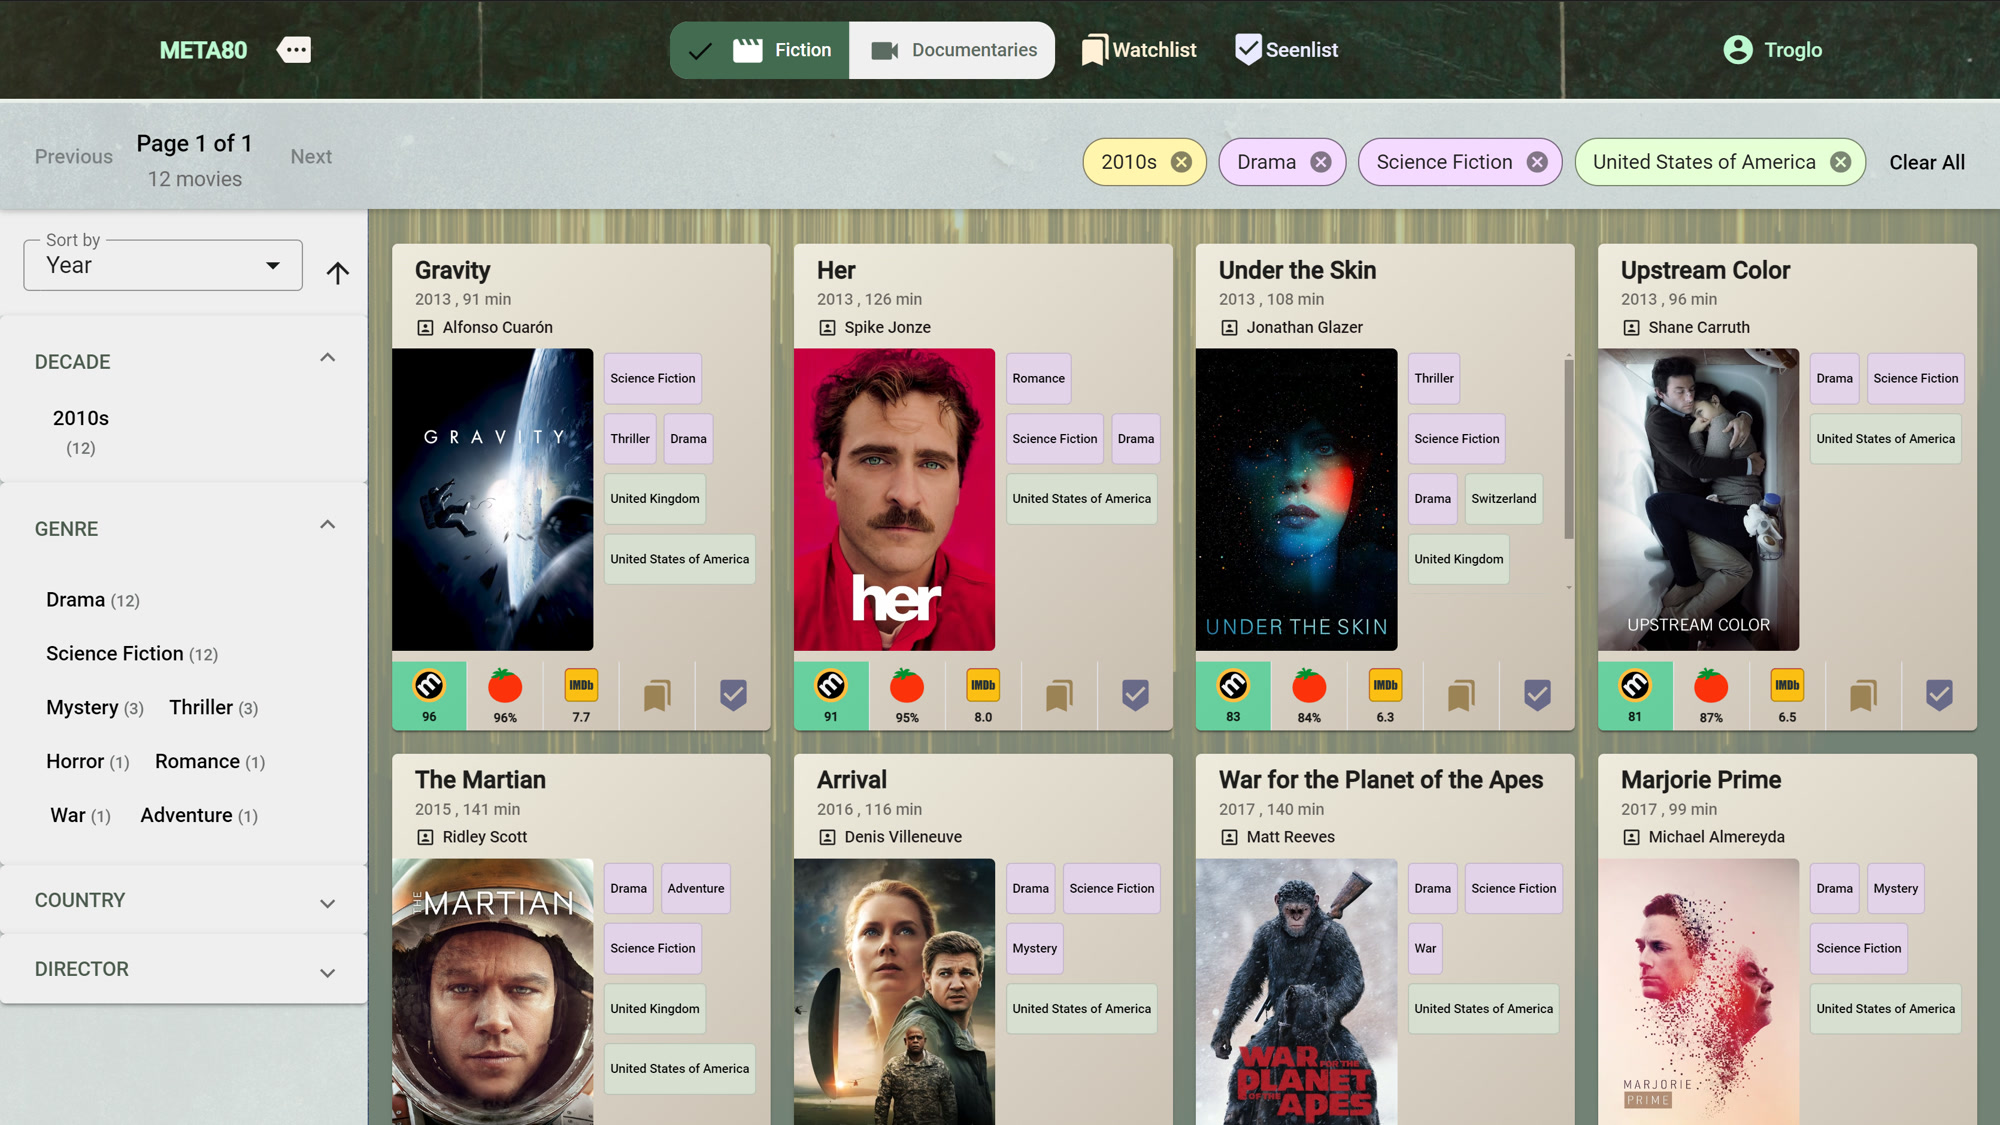 META80
Fiction
Documentaries
Watchlist
Seenlist
Troglo
Previous
Page 1 of 1
12 movies
Next
2010s
Drama
Science Fiction
United States of America
Clear All
Sort by
Year
DECADE
2010s
(12)
GENRE
Drama (12)
Science Fiction (12)
Mystery (3) Thriller (3)
Horror (1) Romance (1)
War (1) Adventure (1)
COUNTRY
DIRECTOR
Gravity
2013 , 91 min
Alfonso Cuarón
GRAVITY
Science Fiction
Thriller Drama
United Kingdom
United States of America
96
96%
IMDb
7.7
Her
2013 , 126 min
Spike Jonze
her
Romance
Science Fiction Drama
United States of America
91
95%
IMDb
8.0
Under the Skin
2013 , 108 min
Jonathan Glazer
UNDER THE SKIN
Thriller
Science Fiction
Drama Switzerland
United Kingdom
83
84%
IMDb
6.3
Upstream Color
2013 , 96 min
Shane Carruth
UPSTREAM COLOR
Drama Science Fiction
United States of America
81
87%
IMDb
6.5
The Martian
2015 , 141 min
Ridley Scott
THE MARTIAN
Drama Adventure
Science Fiction
United Kingdom
United States of America
Arrival
2016 , 116 min
Denis Villeneuve
Drama Science Fiction
Mystery
United States of America
War for the Planet of the Apes
2017 , 140 min
Matt Reeves
WAR FOR THE
PLANET
OF THE APES
Drama Science Fiction
War
United States of America
Marjorie Prime
2017 , 99 min
Michael Almereyda
MARJORIE
PRIME
Drama Mystery
Science Fiction
United States of America